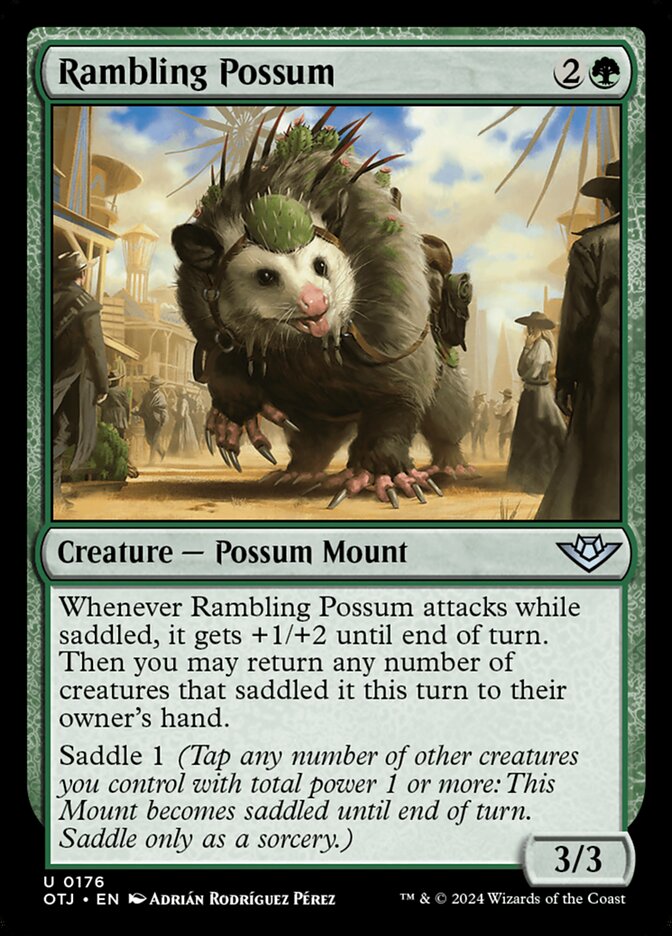 Rambling Possum 2
Creature — Possum Mount
Whenever Rambling Possum attacks while
saddled, it gets +1/+2 until end of turn.
Then you may return any number of
creatures that saddled it this turn to their
owner's hand.
Saddle 1 (Tap any number of other creatures
you control with total power 1 or more: This
Mount becomes saddled until end of turn.
Saddle only as a sorcery.)
3/3
U 0176
OTJ • EN Adrián Rodríguez Pérez ™ & © 2024 Wizards of the Coast